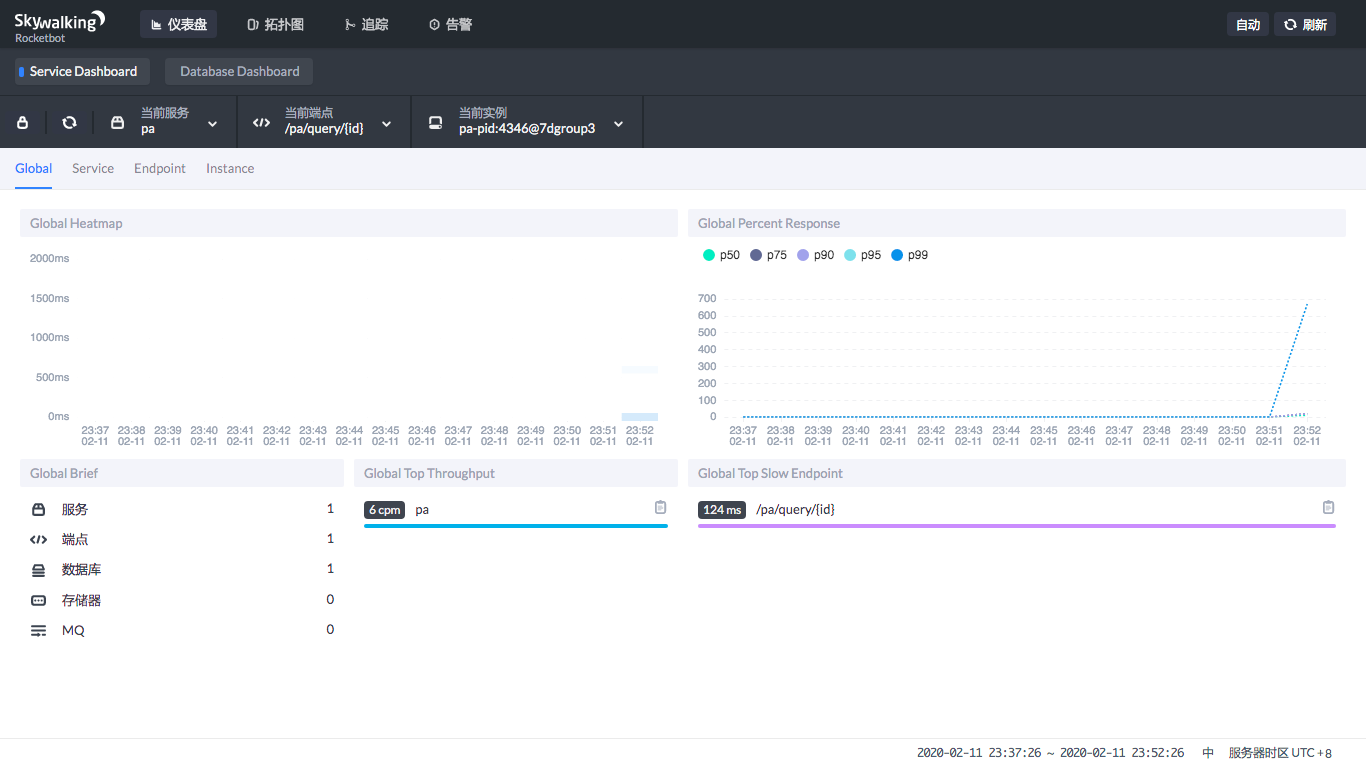 Skywalking
Rocketbot
仪表盘 拓扑图 追踪 告警 自动 刷新
Service Dashboard Database Dashboard
当前服务 当前端点 当前实例
pa /pa/query/{id} pa-pid:4346@7dgroup3
Global Service Endpoint Instance
Global Heatmap
2000ms
1500ms
1000ms
500ms
0ms
23:37 23:38 23:39 23:40 23:41 23:42 23:43 23:44 23:45 23:46 23:47 23:48 23:49 23:50 23:51 23:52
02-11 02-11 02-11 02-11 02-11 02-11 02-11 02-11 02-11 02-11 02-11 02-11 02-11 02-11 02-11 02-11
Global Percent Response
p50 p75 p90 p95 p99
700
600
500
400
300
200
100
0
23:37 23:38 23:39 23:40 23:41 23:42 23:43 23:44 23:45 23:46 23:47 23:48 23:49 23:50 23:51 23:52
02-11 02-11 02-11 02-11 02-11 02-11 02-11 02-11 02-11 02-11 02-11 02-11 02-11 02-11 02-11 02-11
Global Brief
服务 1
端点 1
数据库 1
存储器 0
MQ 0
Global Top Throughput
6 cpm pa
Global Top Slow Endpoint
124 ms /pa/query/{id}
2020-02-11 23:37:26 ~ 2020-02-11 23:52:26 中 服务器时区 UTC +8